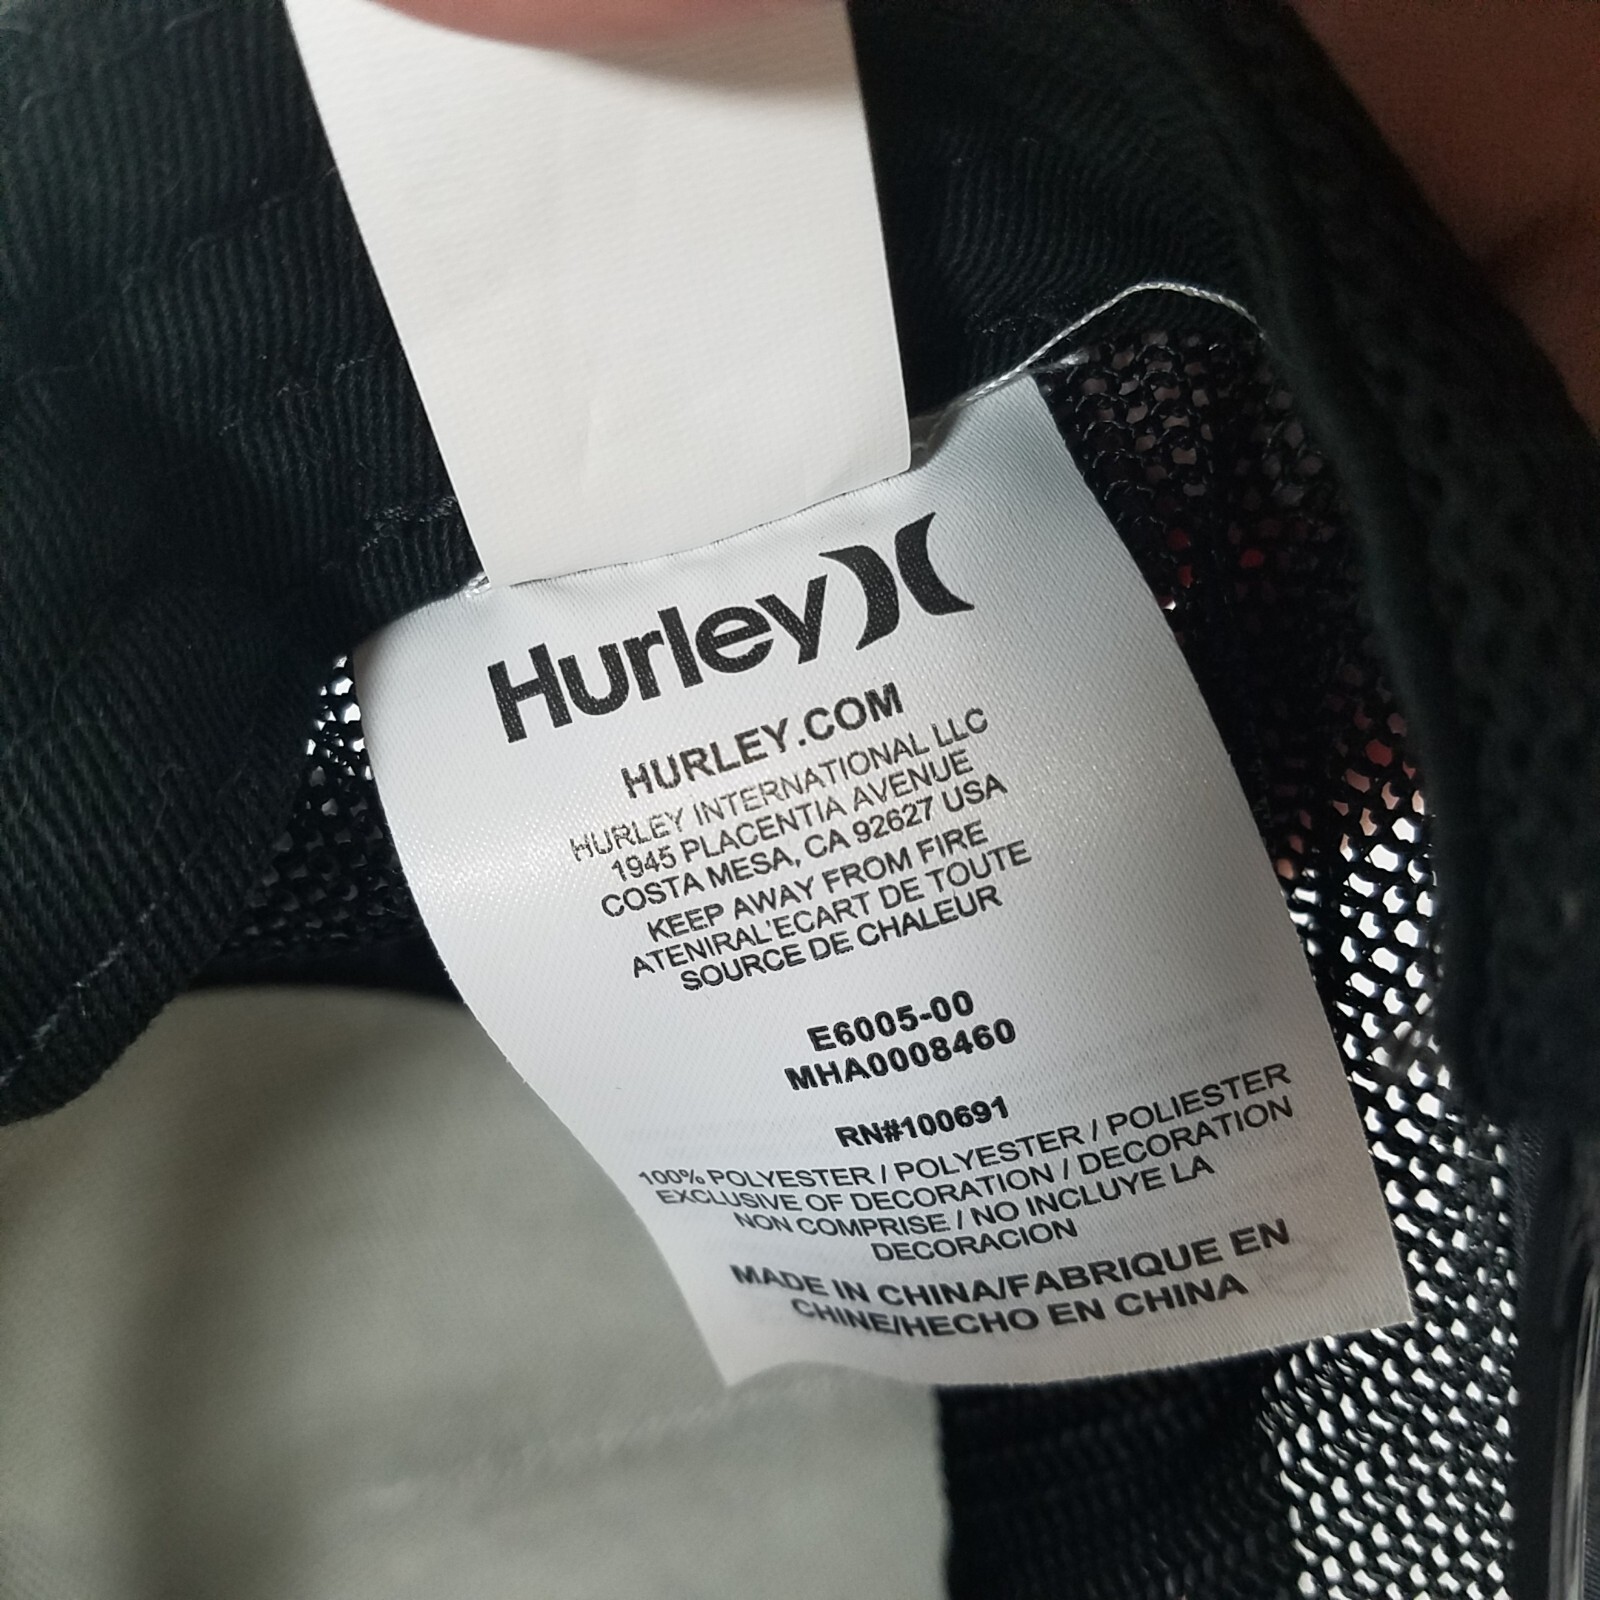 Hurley
HURLEY.COM
HURLEY INTERNATIONAL LLC
1945 PLACENTIA AVENUE
COSTA MESA, CA 92627 USA
KEEP AWAY FROM FIRE
ATENIRAL'ECART DE TOUTE
SOURCE DE CHALEUR
E6005-00
MHA0008460
RN#100691
100% POLYESTER / POLYESTER / POLIESTER
EXCLUSIVE OF DECORATION / DECORATION
NON COMPRISE / NO INCLUYE LA
DECORACION
MADE IN CHINA/FABRIQUE EN
CHINE/HECHO EN CHINA